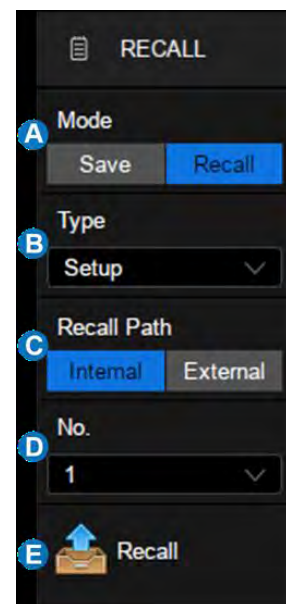 RECALL
A
Mode
Save Recall
B
Type
Setup
C
Recall Path
Internal External
D
No.
1
E
Recall